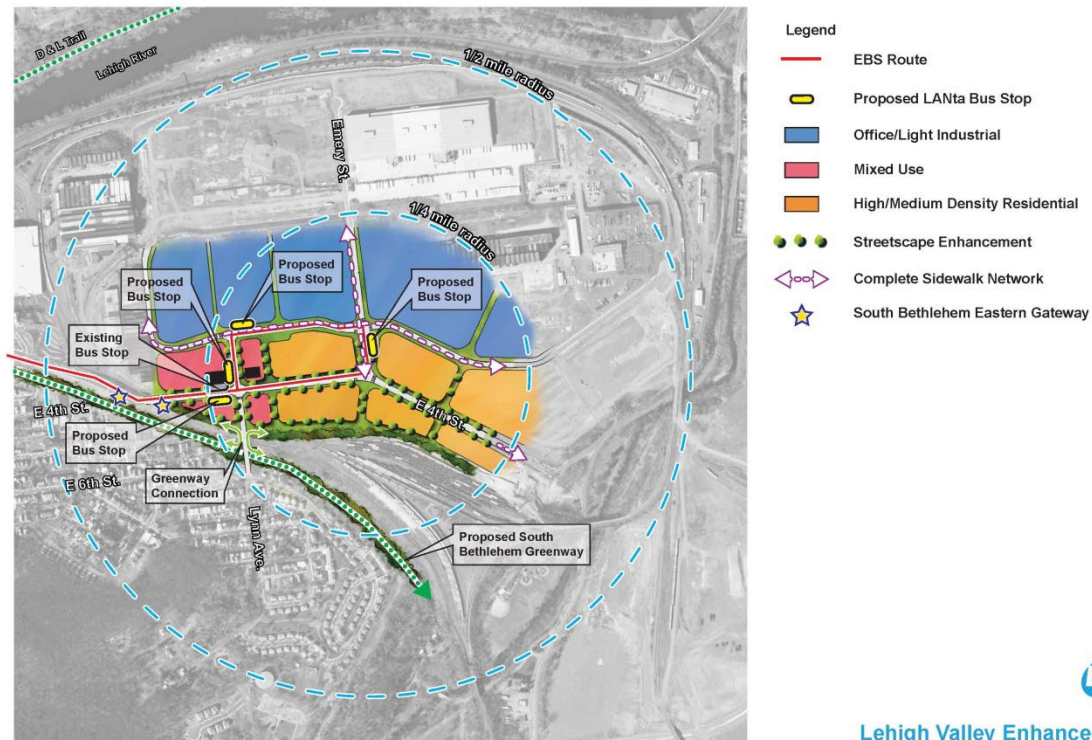 D & L Trail
Lehigh River
1/2 mile radius
Emery St.
1/4 mile radius
Proposed
Bus Stop
Proposed
Bus Stop
Proposed
Bus Stop
Existing
Bus Stop
E 4th St.
E 4th St.
Proposed
Bus Stop
E 6th St.
Greenway
Connection
Lynn Ave.
Proposed South
Bethlehem Greenway
Legend
EBS Route
Proposed LANta Bus Stop
Office/Light Industrial
Mixed Use
High/Medium Density Residential
Streetscape Enhancement
Complete Sidewalk Network
South Bethlehem Eastern Gateway
Lehigh Valley Enhance